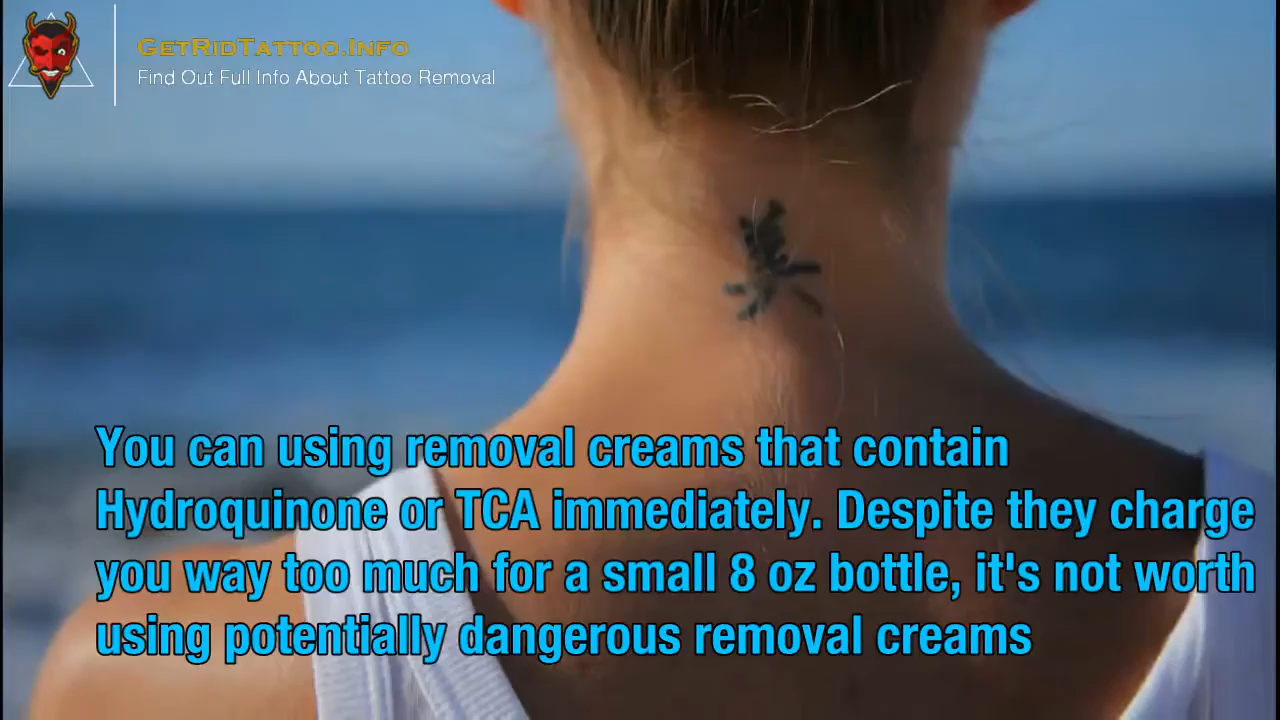 GetRidTattoo.Info
Find Out Full Info About Tattoo Removal
You can using removal creams that contain
Hydroquinone or TCA immediately. Despite they charge
you way too much for a small 8 oz bottle, it's not worth
using potentially dangerous removal creams